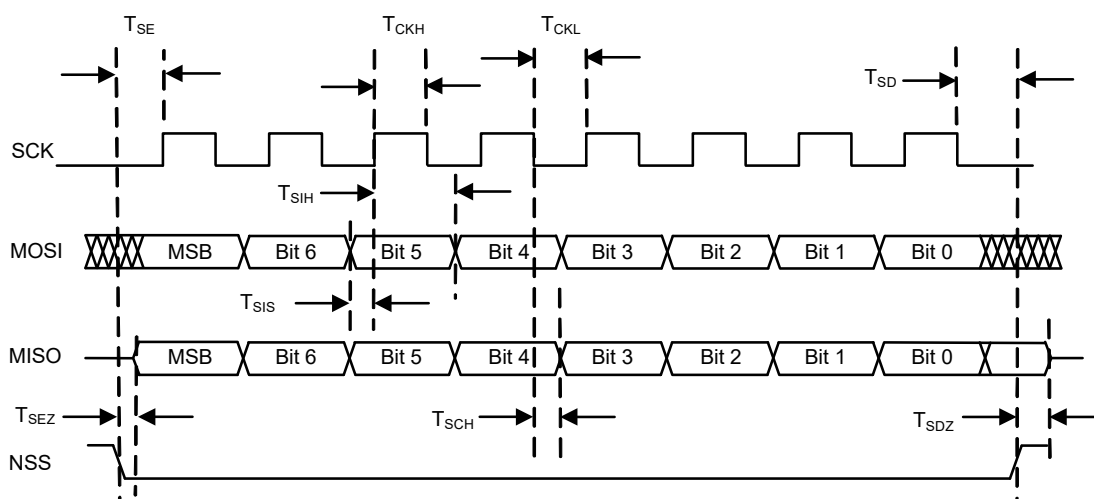 TSE
TCKH
TCKL
TSD
SCK
TSIH
MOSI
MSB Bit 6 Bit 5 Bit 4 Bit 3 Bit 2 Bit 1 Bit 0
TSIS
MISO
MSB Bit 6 Bit 5 Bit 4 Bit 3 Bit 2 Bit 1 Bit 0
TSEZ
TSCH
TSDZ
NSS